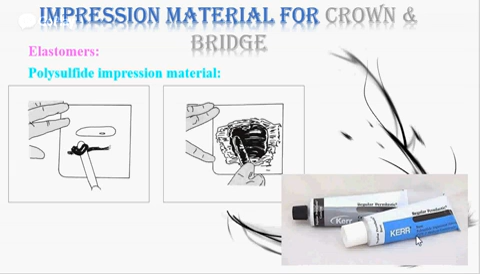 IMPRESSION MATERIAL FOR CROWN &
BRIDGE
Elastomers:
Polysulfide impression material:
Kerr
Regular Permlastic
KERR
Regular Permlastic